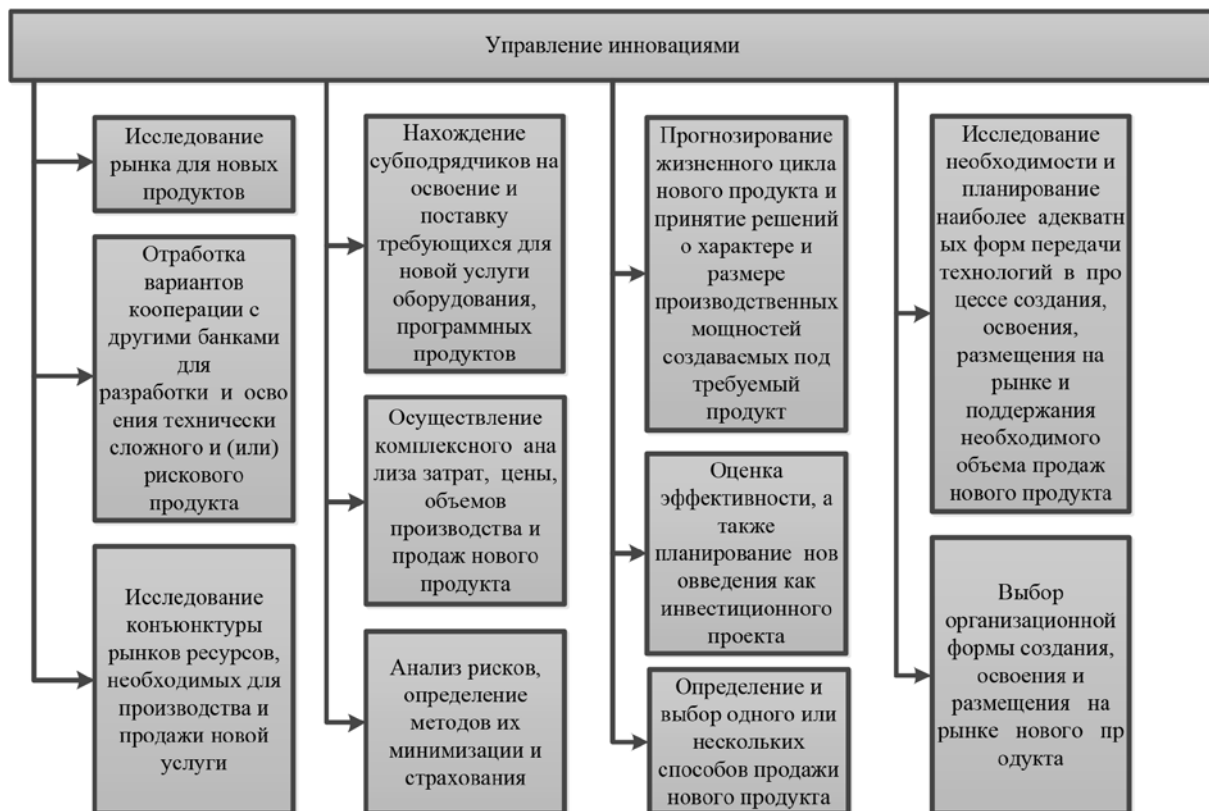 Управление инновациями
Исследование
рынка для новых
продуктов
Отработка
вариантов
кооперации с
другими банками
для
разработки и осво
ения технически
сложного и (или)
рискового
продукта
Исследование
конъюнктуры
рынков ресурсов,
необходимых для
производства и
продажи новой
услуги
Нахождение
субподрядчиков на
освоение и
поставку
требующихся для
новой услуги
оборудования,
программных
продуктов
Осуществление
комплексного ана
лиза затрат, цены,
объемов
производства и
продаж нового
продукта
Анализ рисков,
определение
методов их
минимизации и
страхования
Прогнозирование
жизненного цикла
нового продукта и
принятие решений
о характере и
размере
производственных
мощностей
создаваемых под
требуемый
продукт
Оценка
эффективности, а
также
планирование нов
овведения как
инвестиционного
проекта
Определение и
выбор одного или
нескольких
способов продажи
нового продукта
Исследование
необходимости и
планирование
наиболее адекватн
ых форм передачи
технологий в про
цессе создания,
освоения,
размещения на
рынке и
поддержания
необходимого
объема продаж
нового продукта
Выбор
организационной
формы создания,
освоения и
размещения на
рынке нового пр
одукта